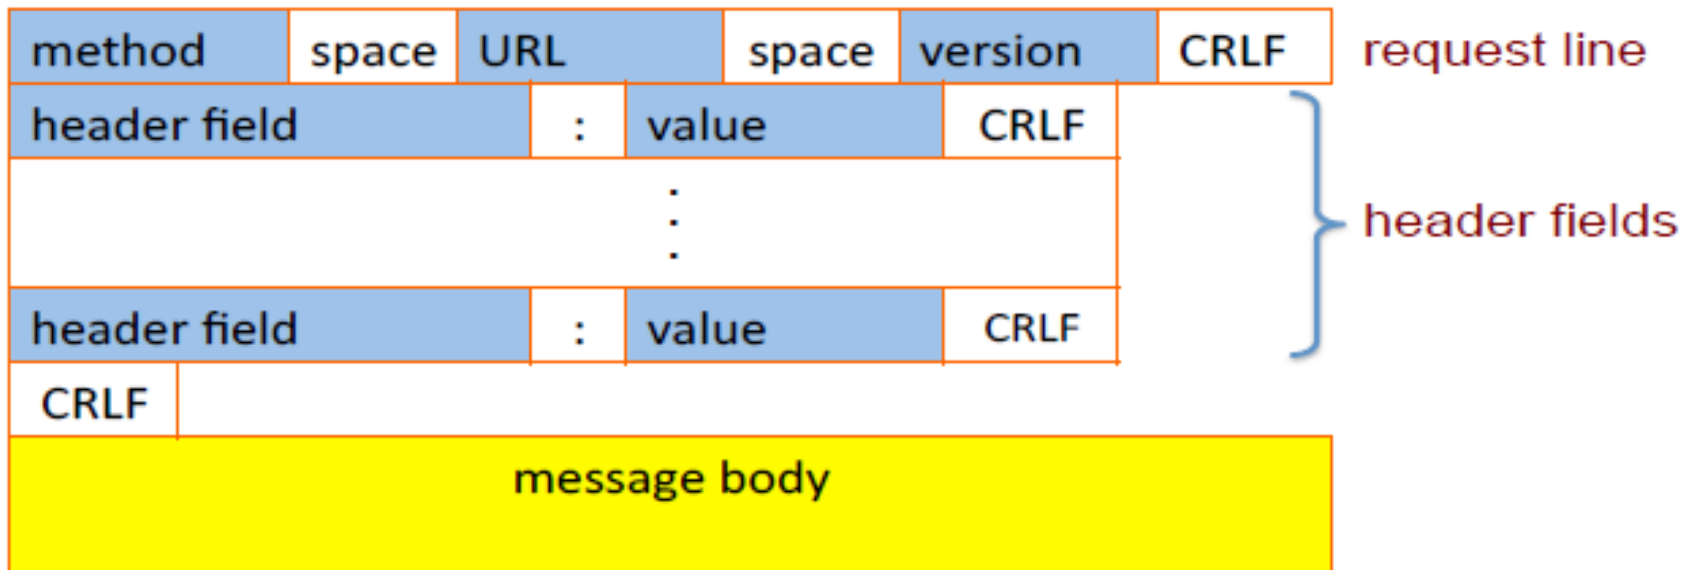 method space URL space version CRLF request line
header field : value CRLF
:
header fields
header field : value CRLF
CRLF
message body